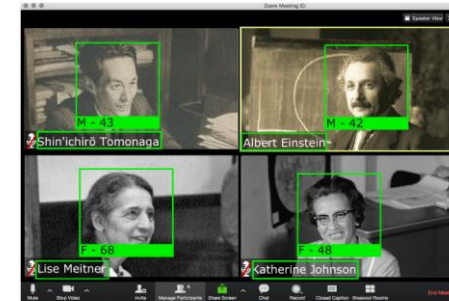 Zoom Meeting ID:
Speaker View
M - 43
Shin'ichirō Tomonaga
M - 42
Albert Einstein
F - 68
Lise Meitner
F - 48
Katherine Johnson
Mute
Stop Video
Invite
Manage Participants
Share Screen
Chat
Record
Closed Caption
Breakout Rooms
End Meet